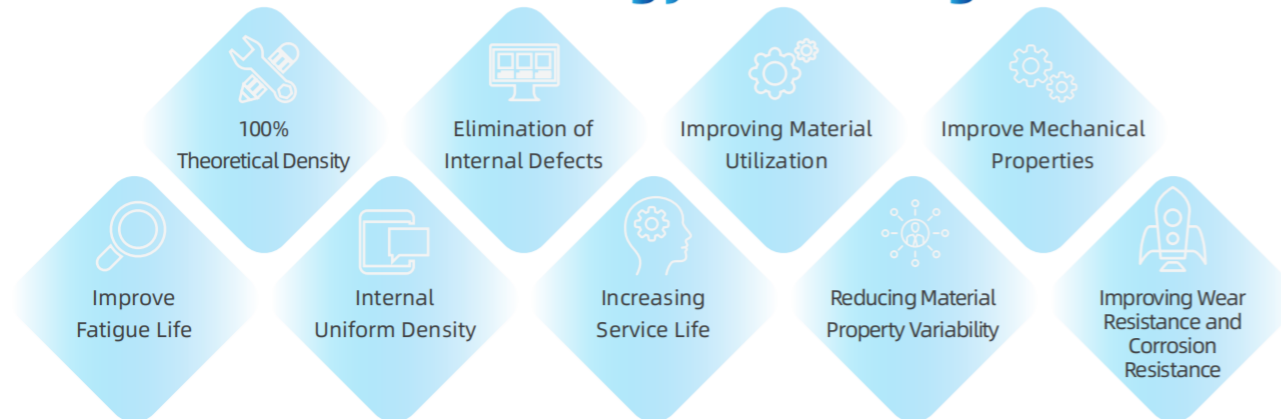 100%
Theoretical Density
Elimination of
Internal Defects
Improving Material
Utilization
Improve Mechanical
Properties
Improve
Fatigue Life
Internal
Uniform Density
Increasing
Service Life
Reducing Material
Property Variability
Improving Wear
Resistance and
Corrosion
Resistance